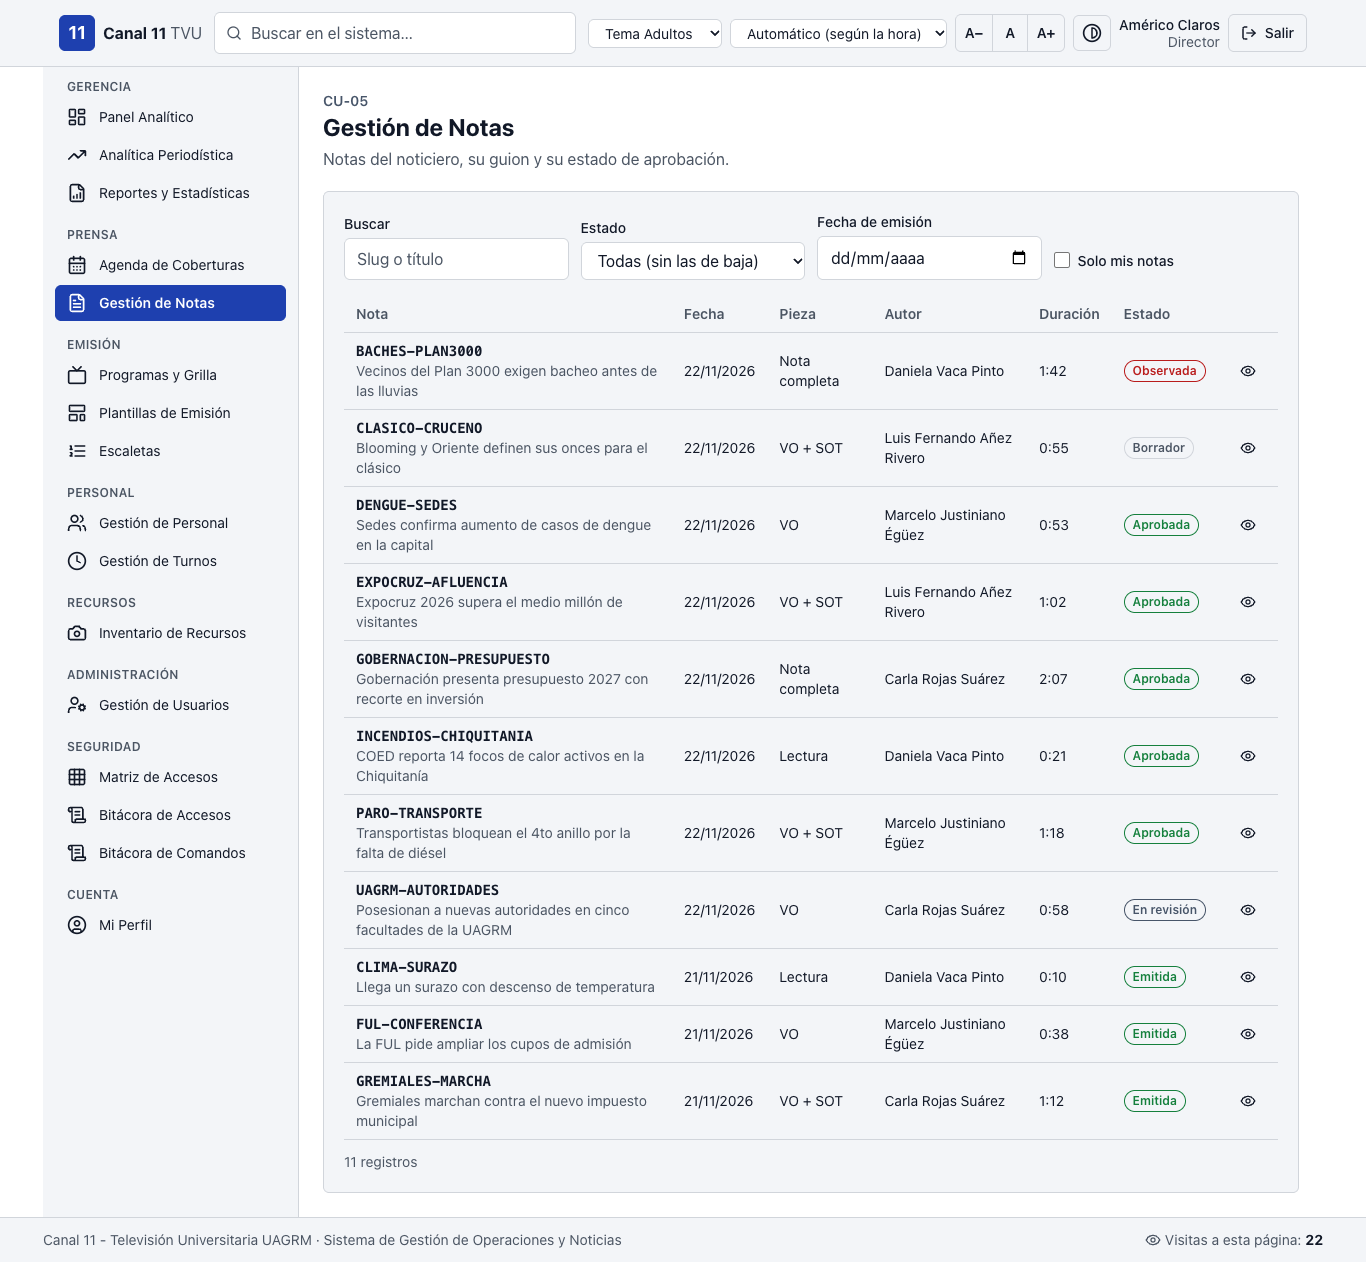 11 Canal 11 TVU
Buscar en el sistema...
Tema Adultos
Automático (según la hora)
A− A A+
Américo Claros
Director
Salir
GERENCIA
Panel Analítico
Analítica Periodística
Reportes y Estadísticas
PRENSA
Agenda de Coberturas
Gestión de Notas
EMISIÓN
Programas y Grilla
Plantillas de Emisión
Escaletas
PERSONAL
Gestión de Personal
Gestión de Turnos
RECURSOS
Inventario de Recursos
ADMINISTRACIÓN
Gestión de Usuarios
SEGURIDAD
Matriz de Accesos
Bitácora de Accesos
Bitácora de Comandos
CUENTA
Mi Perfil
CU-05
Gestión de Notas
Notas del noticiero, su guion y su estado de aprobación.
Buscar
Slug o título
Estado
Todas (sin las de baja)
Fecha de emisión
dd/mm/aaaa
Solo mis notas
Nota Fecha Pieza Autor Duración Estado
BACHES-PLAN3000
Vecinos del Plan 3000 exigen bacheo antes de
las lluvias
22/11/2026
Nota
completa
Daniela Vaca Pinto
1:42
Observada
CLASICO-CRUCENO
Blooming y Oriente definen sus onces para el
clásico
22/11/2026
VO + SOT
Luis Fernando Añez
Rivero
0:55
Borrador
DENGUE-SEDES
Sedes confirma aumento de casos de dengue
en la capital
22/11/2026
VO
Marcelo Justiniano
Égüez
0:53
Aprobada
EXPOCRUZ-AFLUENCIA
Expocruz 2026 supera el medio millón de
visitantes
22/11/2026
VO + SOT
Luis Fernando Añez
Rivero
1:02
Aprobada
GOBERNACION-PRESUPUESTO
Gobernación presenta presupuesto 2027 con
recorte en inversión
22/11/2026
Nota
completa
Carla Rojas Suárez
2:07
Aprobada
INCENDIOS-CHIQUITANIA
COED reporta 14 focos de calor activos en la
Chiquitanía
22/11/2026
Lectura
Daniela Vaca Pinto
0:21
Aprobada
PARO-TRANSPORTE
Transportistas bloquean el 4to anillo por la
falta de diésel
22/11/2026
VO + SOT
Marcelo Justiniano
Égüez
1:18
Aprobada
UAGRM-AUTORIDADES
Posesionan a nuevas autoridades en cinco
facultades de la UAGRM
22/11/2026
VO
Carla Rojas Suárez
0:58
En revisión
CLIMA-SURAZO
Llega un surazo con descenso de temperatura
21/11/2026
Lectura
Daniela Vaca Pinto
0:10
Emitida
FUL-CONFERENCIA
La FUL pide ampliar los cupos de admisión
21/11/2026
VO
Marcelo Justiniano
Égüez
0:38
Emitida
GREMIALES-MARCHA
Gremiales marchan contra el nuevo impuesto
municipal
21/11/2026
VO + SOT
Carla Rojas Suárez
1:12
Emitida
11 registros
Canal 11 - Televisión Universitaria UAGRM · Sistema de Gestión de Operaciones y Noticias
Visitas a esta página: 22